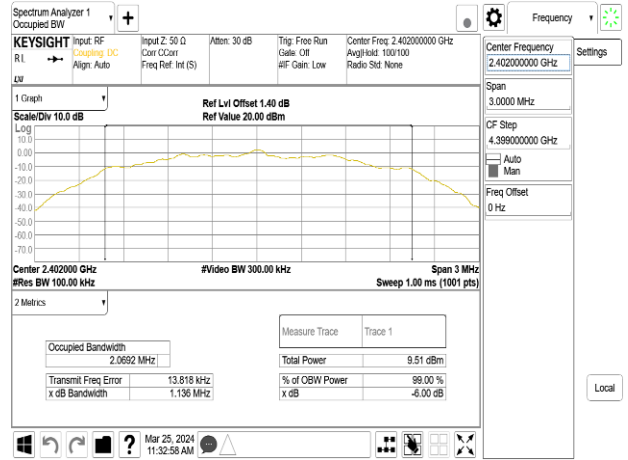 Spectrum Analyzer 1
Occupied BW
Frequency
KEYSIGHT
Input: RF
Coupling: DC
Align: Auto
Input Z: 50 Ω
Corr CCorr
Freq Ref: Int (S)
Atten: 30 dB
Trig: Free Run
Gate: Off
#IF Gain: Low
Center Freq: 2.402000000 GHz
Avg|Hold: 100/100
Radio Std: None
RL
LW
Center Frequency
2.402000000 GHz
Settings
Span
3.0000 MHz
CF Step
4.399000000 GHz
Auto
Man
Freq Offset
0 Hz
1 Graph
Scale/Div 10.0 dB
Ref Lvl Offset 1.40 dB
Ref Value 20.00 dBm
Log
10.0
0.00
-10.0
-20.0
-30.0
-40.0
-50.0
-60.0
-70.0
Center 2.402000 GHz
#Video BW 300.00 kHz
Span 3 MHz
#Res BW 100.00 kHz
Sweep 1.00 ms (1001 pts)
2 Metrics
Measure Trace
Trace 1
Occupied Bandwidth
2.0692 MHz
Total Power
9.51 dBm
Transmit Freq Error
13.818 kHz
% of OBW Power
99.00 %
x dB Bandwidth
1.136 MHz
x dB
-6.00 dB
Local
Mar 25, 2024
11:32:58 AM